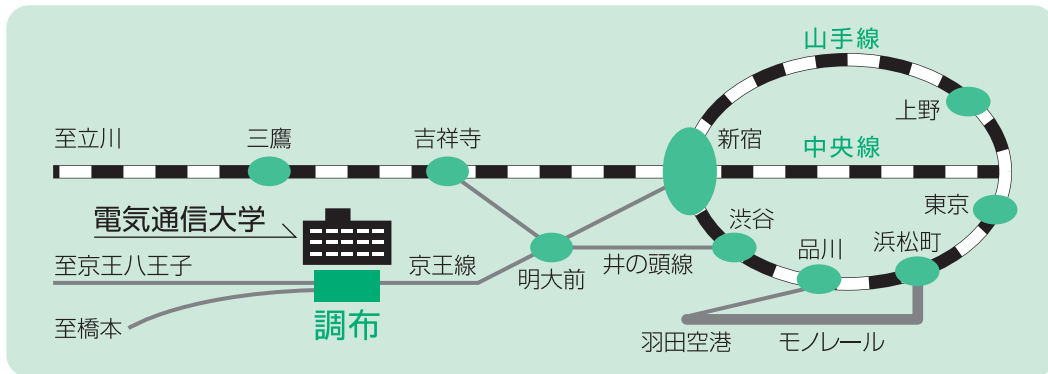 山手線
上野
至立川
三鷹
吉祥寺
新宿
中央線
電気通信大学
渋谷
東京
浜松町
品川
至京王八王子
京王線
明大前
井の頭線
至橋本
調布
羽田空港
モノレール